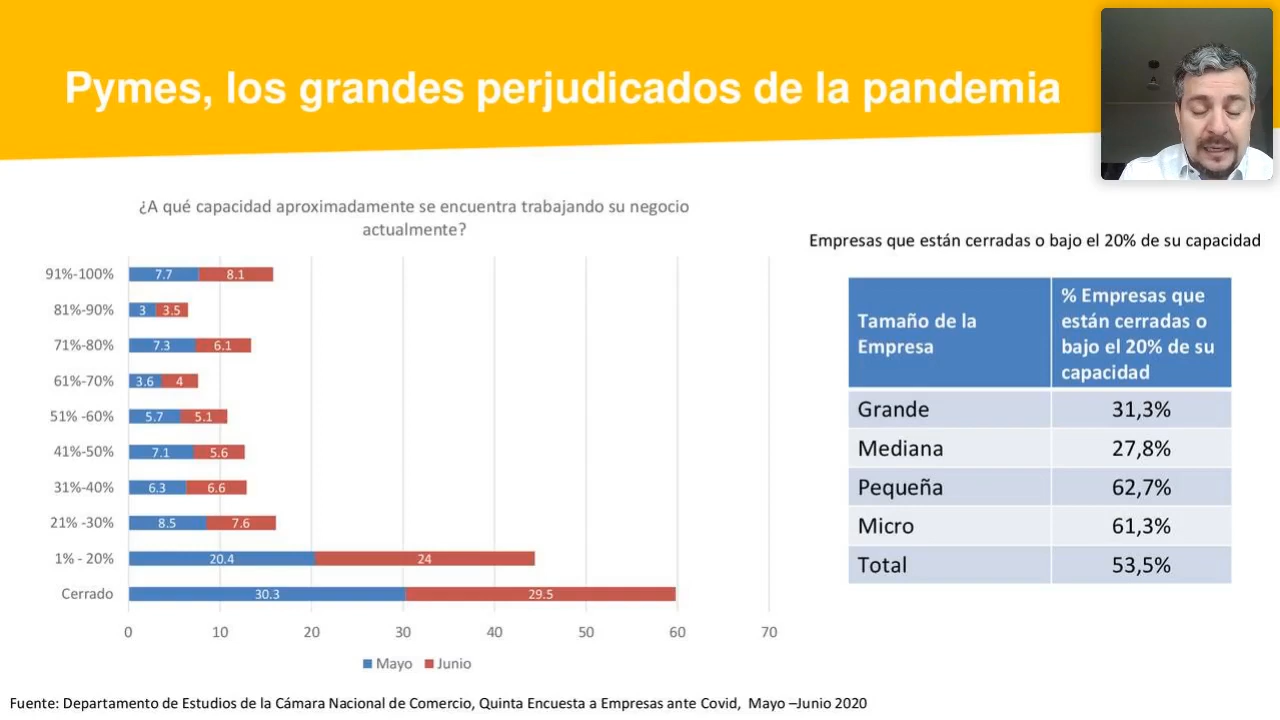 Pymes, los grandes perjudicados de la pandemia
¿A qué capacidad aproximadamente se encuentra trabajando su negocio
actualmente?
91%-100% 7.7 8.1
81%-90% 3 3.5
71%-80% 7.3 6.1
61%-70% 3.6 4
51% -60% 5.7 5.1
41%-50% 7.1 5.6
31%-40% 6.3 6.6
21% -30% 8.5 7.6
1% - 20% 20.4 24
Cerrado 30.3 29.5
0 10 20 30 40 50 60 70
Mayo Junio
Empresas que están cerradas o bajo el 20% de su capacidad
Tamaño de la
Empresa
% Empresas que
están cerradas o
bajo el 20% de su
capacidad
Grande 31,3%
Mediana 27,8%
Pequeña 62,7%
Micro 61,3%
Total 53,5%
Fuente: Departamento de Estudios de la Cámara Nacional de Comercio, Quinta Encuesta a Empresas ante Covid, Mayo –Junio 2020